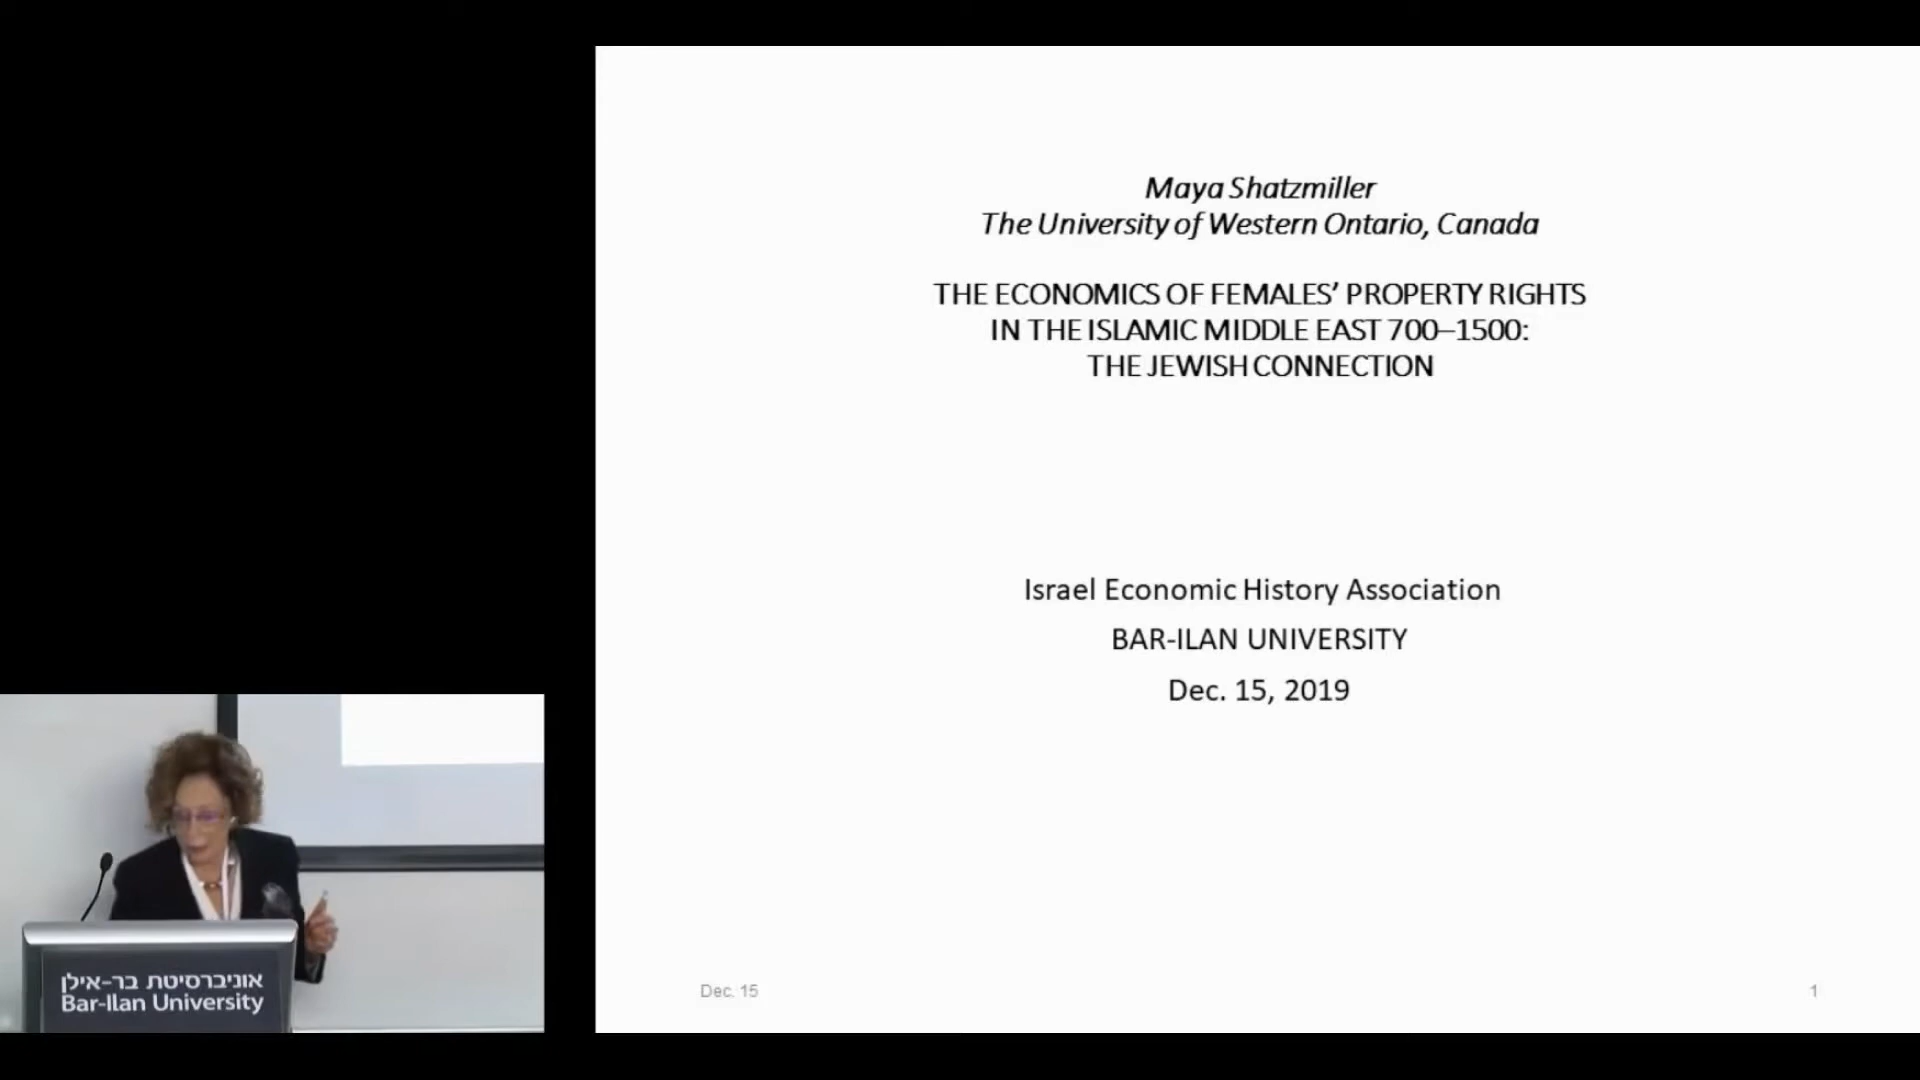 Maya Shatzmiller
The University of Western Ontario, Canada
THE ECONOMICS OF FEMALES’ PROPERTY RIGHTS
IN THE ISLAMIC MIDDLE EAST 700–1500:
THE JEWISH CONNECTION
Israel Economic History Association
BAR-ILAN UNIVERSITY
Dec. 15, 2019
Dec. 15
1
אוניברסיטת בר-אילן
Bar-Ilan University